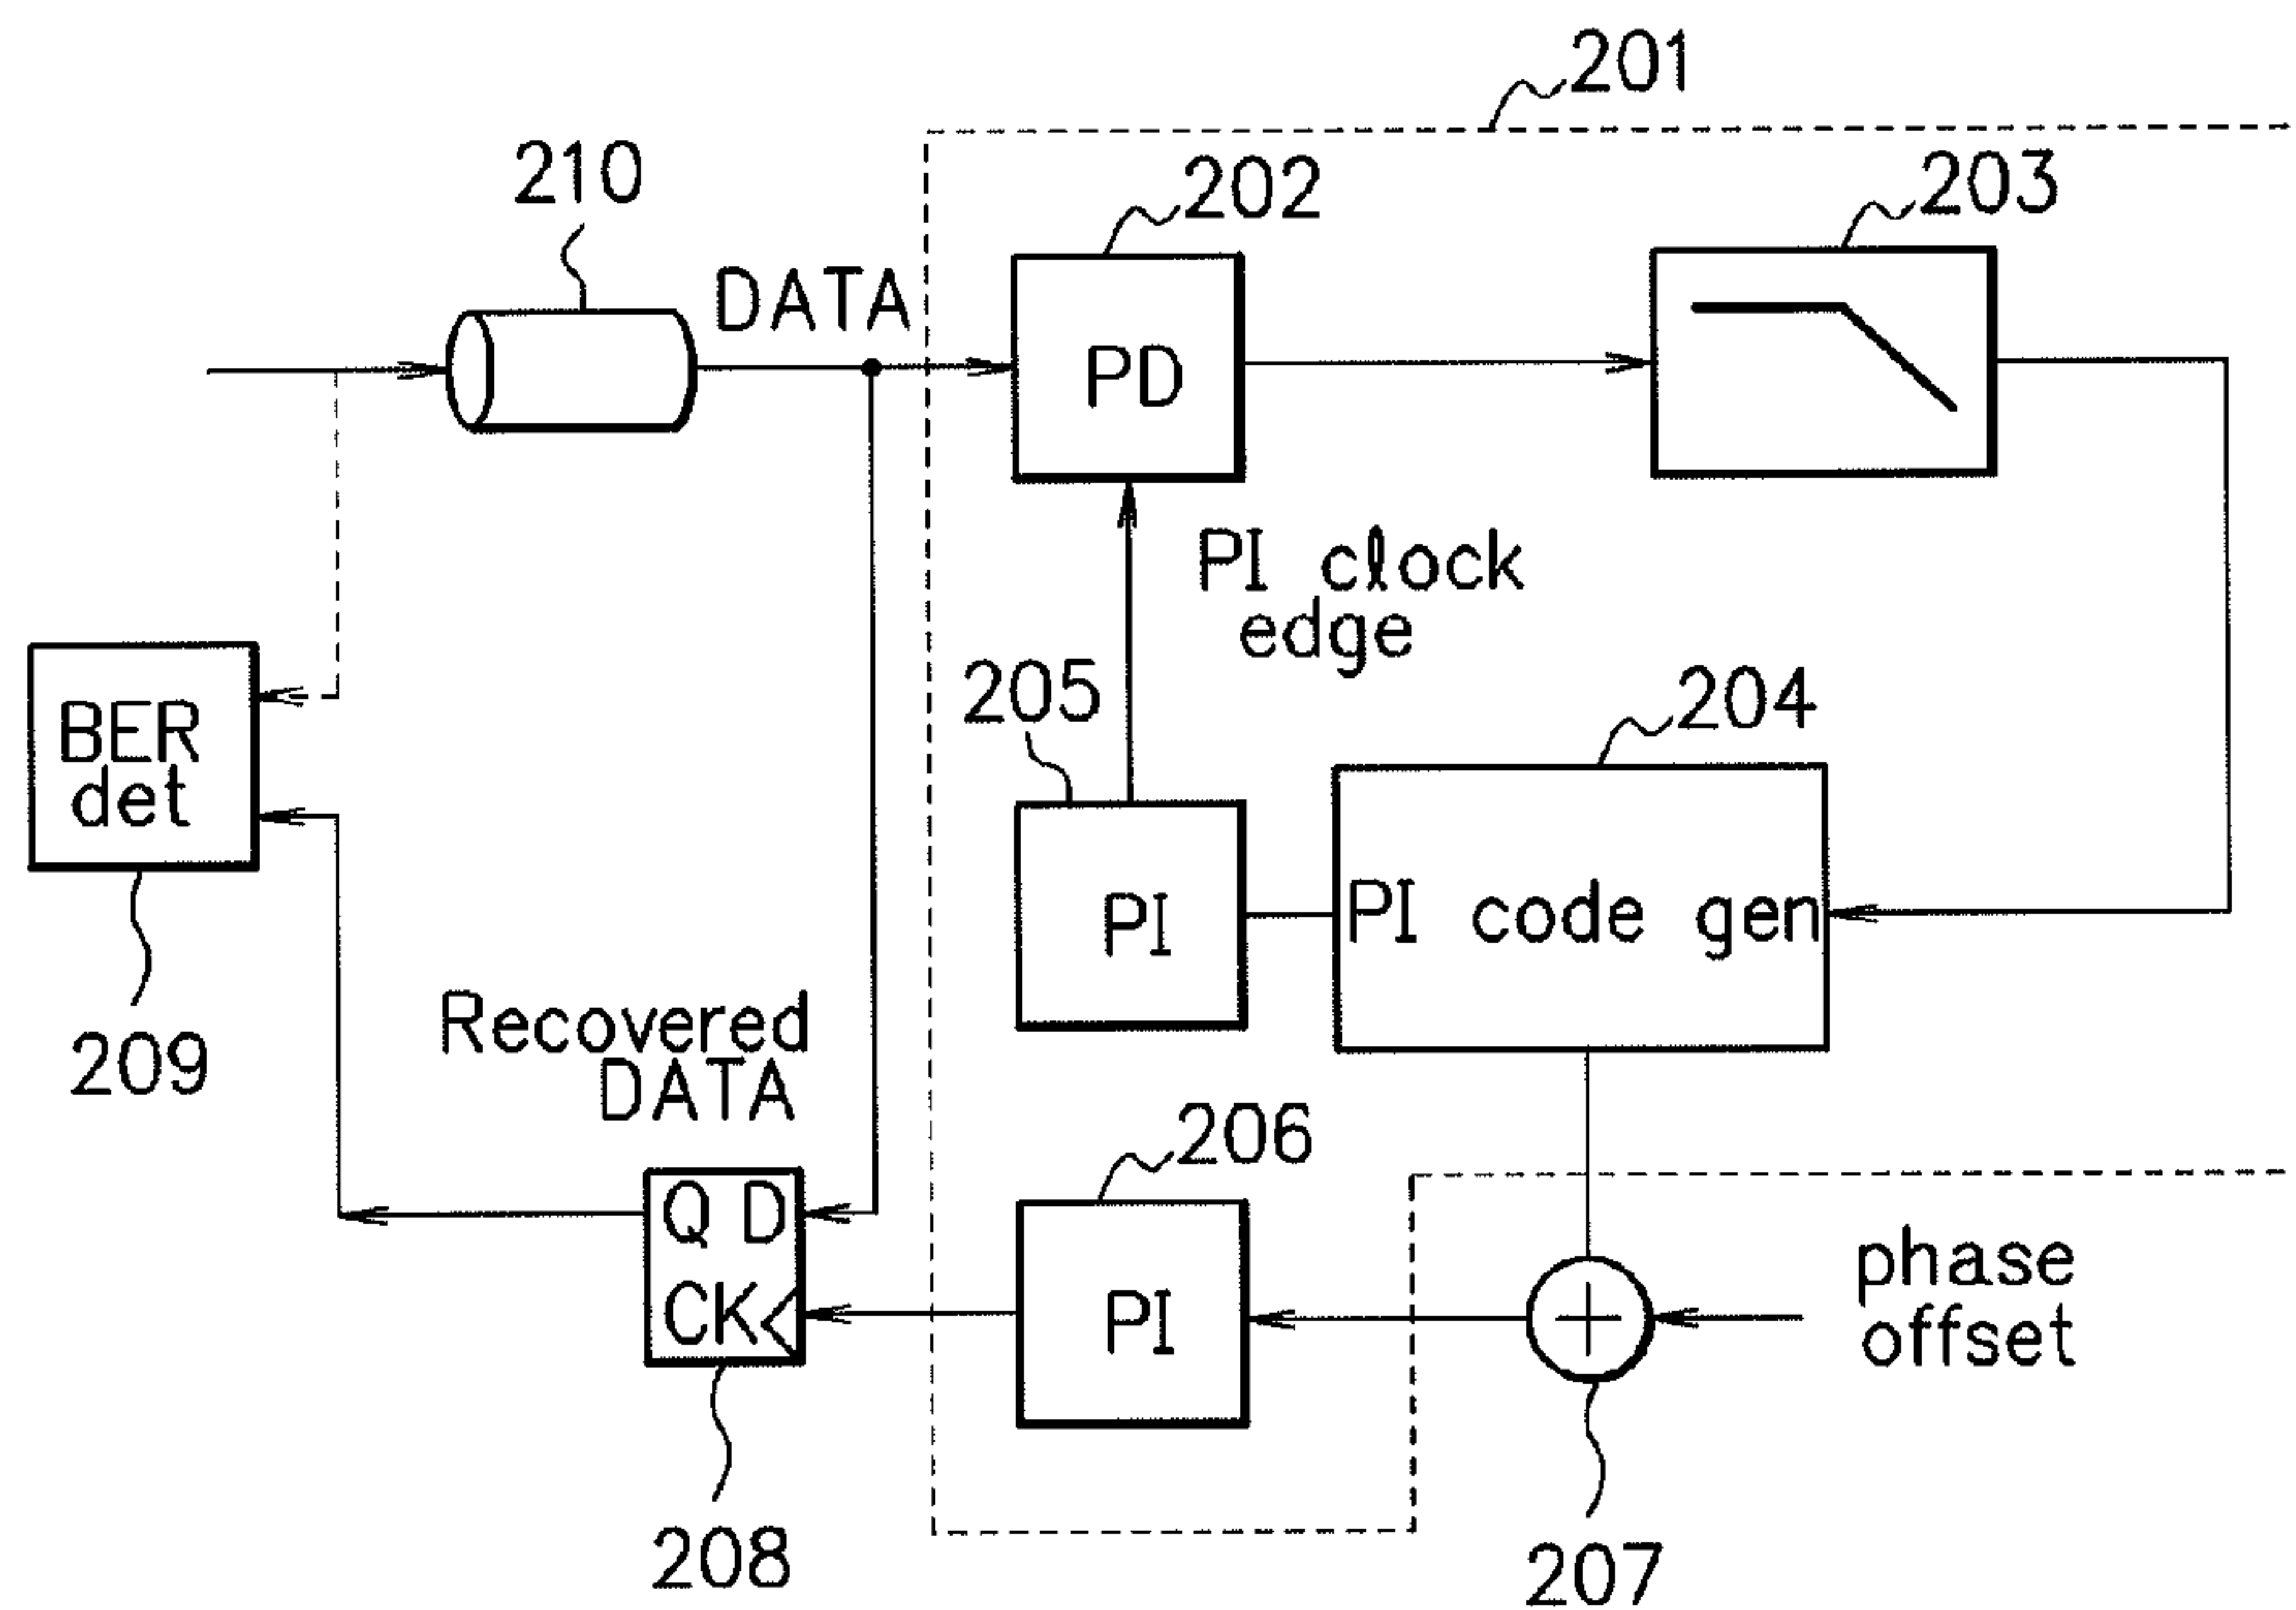 201
210
202
203
DATA
PD
PI clock
edge
205
204
BER
det
PI
PI code gen
209
Recovered
DATA
206
Q D
CK
PI
phase
offset
208
207